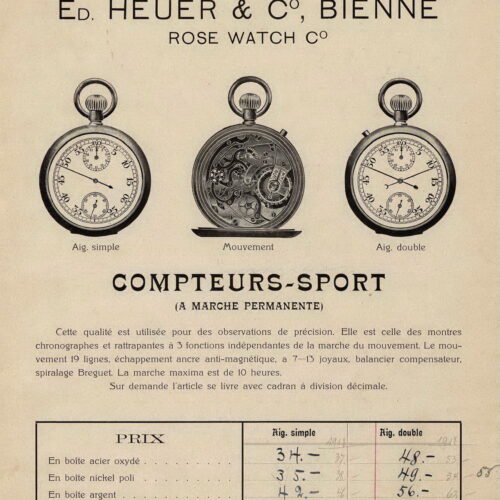 ED. HEUER & Cº, BIENNE
ROSE WATCH Cº
Aig. simple
Mouvement
Aig. double
COMPTEURS-SPORT
(A MARCHE PERMANENTE)
Cette qualité est utilisée pour des observations de précision. Elle est celle des montres
chronographes et rattrapantes à 3 fonctions indépendantes de la marche du mouvement. Le mou-
vement 19 lignes, échappement ancre anti-magnétique, a 7—13 joyaux, balancier compensateur,
spiralage Breguet. La marche maxima est de 10 heures.
Sur demande l'article se livre avec cadran à division décimale.
PRIX
Aig. simple
Aig. double
En boîte acier oxydé . . . . . . 34.— 48.—
En boîte nickel poli . . . . . . 35.— 49.—
En boîte argent . . . . . . 42.— 56.—